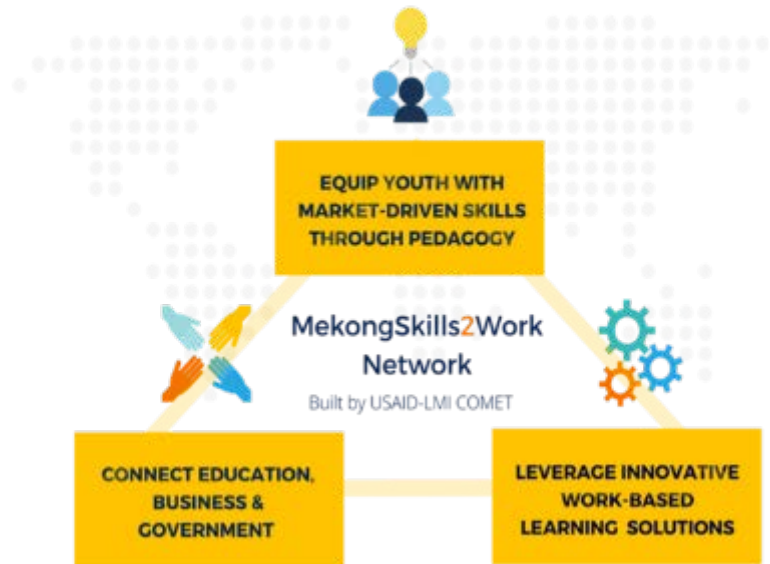 EQUIP YOUTH WITH
MARKET-DRIVEN SKILLS
THROUGH PEDAGOGY
MekongSkills2Work
Network
Built by USAID-LMI COMET
CONNECT EDUCATION,
BUSINESS &
GOVERNMENT
LEVERAGE INNOVATIVE
WORK-BASED
LEARNING SOLUTIONS